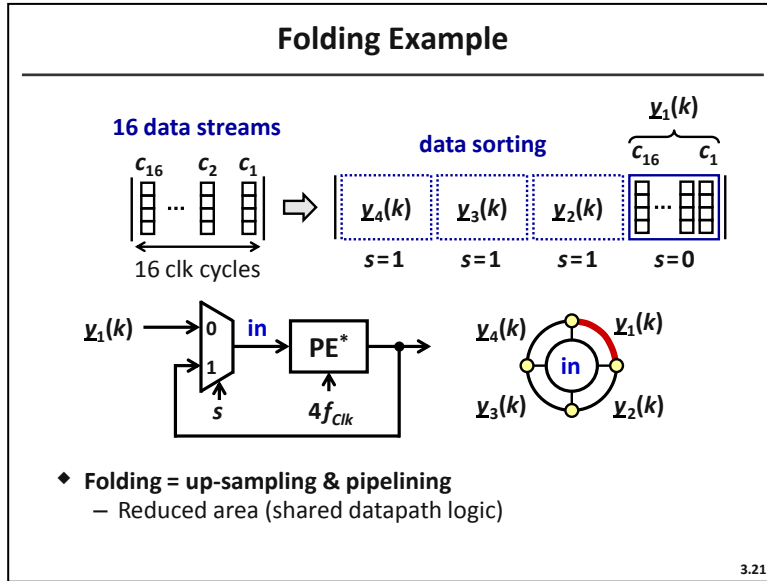 Folding Example
16 data streams
c16 ... c2 c1
16 clk cycles
data sorting
y1(k)
c16 c1
y4(k) y3(k) y2(k) ...
s=1 s=1 s=1 s=0
y1(k)
0
1
s
in
PE*
4fClk
y4(k) y1(k)
in
y3(k) y2(k)
◆ Folding = up-sampling & pipelining
– Reduced area (shared datapath logic)
3.21